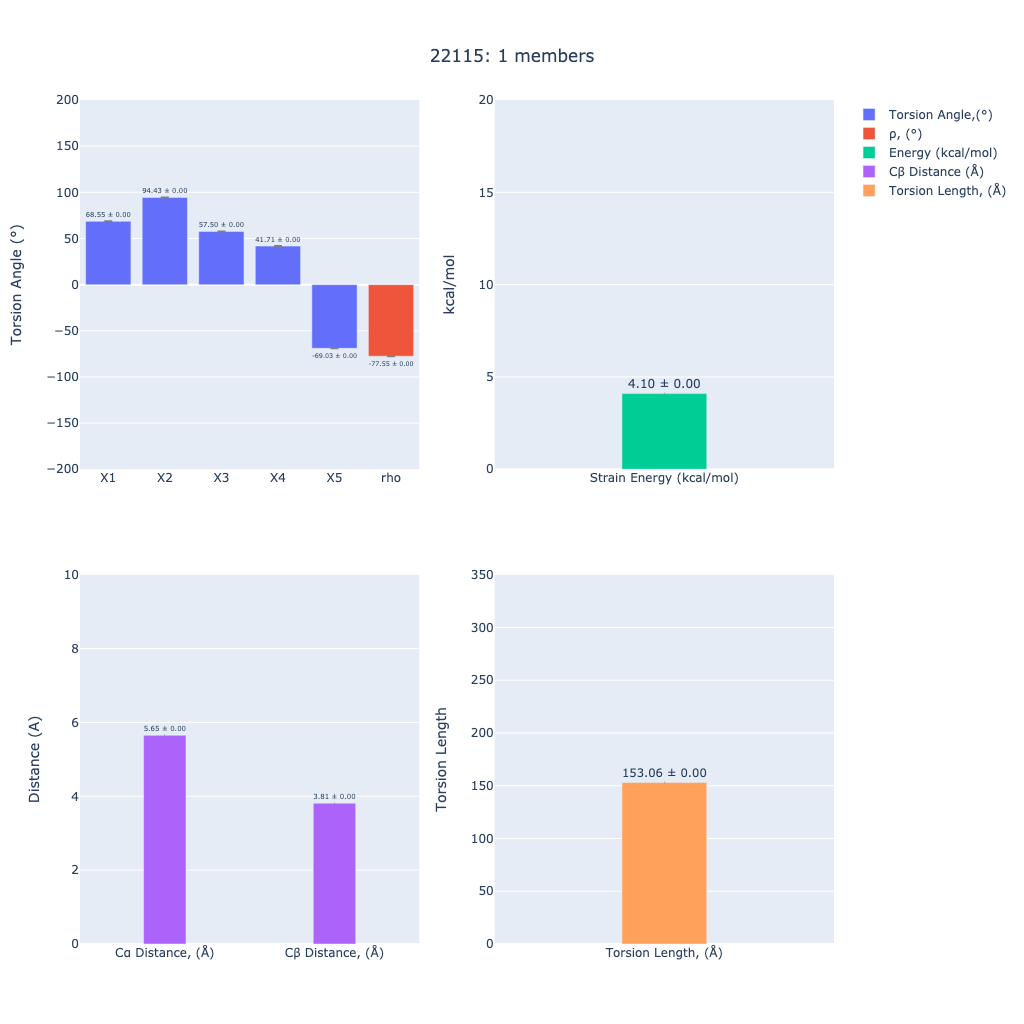 22115: 1 members
Torsion Angle (°)
200
150
100
50
0
−50
−100
−150
−200
68.55 ± 0.00
94.43 ± 0.00
57.50 ± 0.00
41.71 ± 0.00
-69.03 ± 0.00
-77.55 ± 0.00
X1 X2 X3 X4 X5 rho
kcal/mol
20
15
10
5
0
4.10 ± 0.00
Strain Energy (kcal/mol)
Torsion Angle,(°)
ρ, (°)
Energy (kcal/mol)
Cβ Distance (Å)
Torsion Length, (Å)
Distance (A)
10
8
6
4
2
0
5.65 ± 0.00
3.81 ± 0.00
Cα Distance, (Å) Cβ Distance, (Å)
Torsion Length
350
300
250
200
150
100
50
0
153.06 ± 0.00
Torsion Length, (Å)